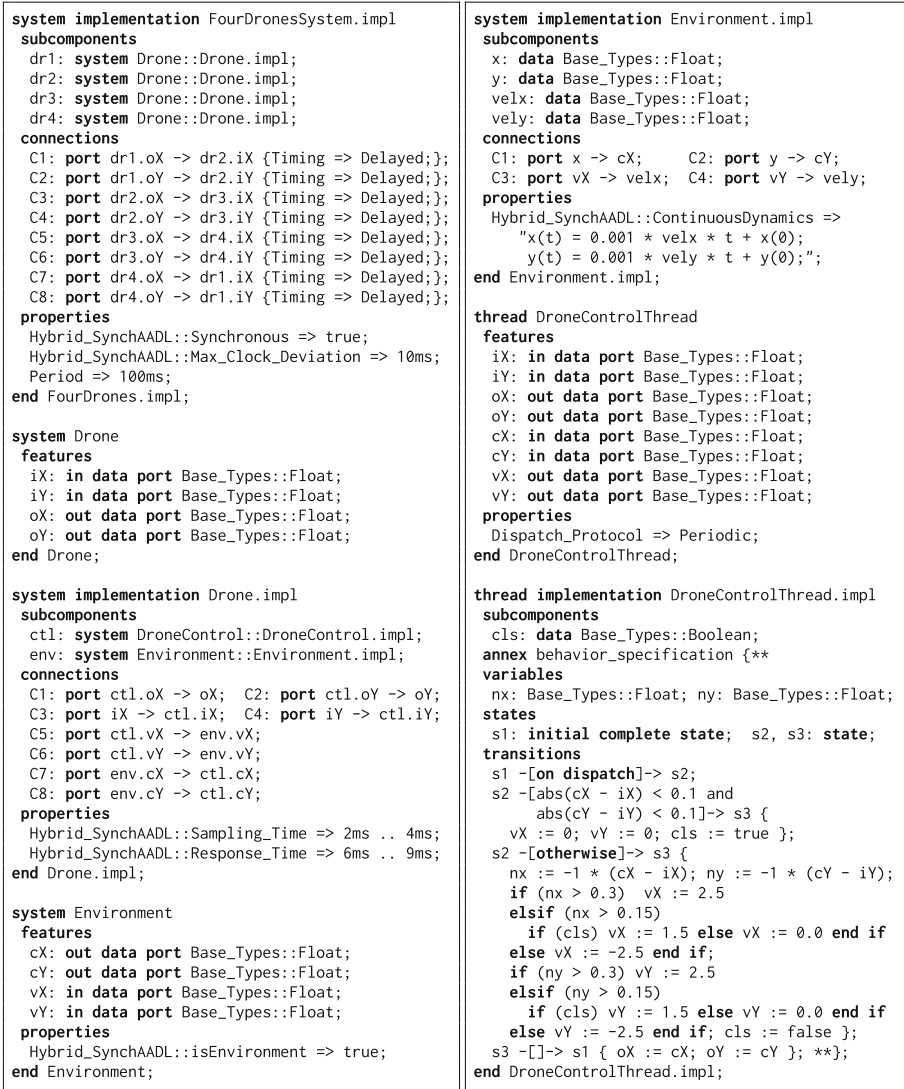 system implementation FourDronesSystem.impl
subcomponents
dr1: system Drone::Drone.impl;
dr2: system Drone::Drone.impl;
dr3: system Drone::Drone.impl;
dr4: system Drone::Drone.impl;
connections
C1: port dr1.oX -> dr2.iX {Timing => Delayed;};
C2: port dr1.oY -> dr2.iY {Timing => Delayed;};
C3: port dr2.oX -> dr3.iX {Timing => Delayed;};
C4: port dr2.oY -> dr3.iY {Timing => Delayed;};
C5: port dr3.oX -> dr4.iX {Timing => Delayed;};
C6: port dr3.oY -> dr4.iY {Timing => Delayed;};
C7: port dr4.oX -> dr1.iX {Timing => Delayed;};
C8: port dr4.oY -> dr1.iY {Timing => Delayed;};
properties
Hybrid_SynchAADL::Synchronous => true;
Hybrid_SynchAADL::Max_Clock_Deviation => 10ms;
Period => 100ms;
end FourDrones.impl;

system Drone
features
iX: in data port Base_Types::Float;
iY: in data port Base_Types::Float;
oX: out data port Base_Types::Float;
oY: out data port Base_Types::Float;
end Drone;

system implementation Drone.impl
subcomponents
ctl: system DroneControl::DroneControl.impl;
env: system Environment::Environment.impl;
connections
C1: port ctl.oX -> oX; C2: port ctl.oY -> oY;
C3: port iX -> ctl.iX; C4: port iY -> ctl.iY;
C5: port ctl.vX -> env.vX;
C6: port ctl.vY -> env.vY;
C7: port env.cX -> ctl.cX;
C8: port env.cY -> ctl.cY;
properties
Hybrid_SynchAADL::Sampling_Time => 2ms .. 4ms;
Hybrid_SynchAADL::Response_Time => 6ms .. 9ms;
end Drone.impl;

system Environment
features
cX: out data port Base_Types::Float;
cY: out data port Base_Types::Float;
vX: in data port Base_Types::Float;
vY: in data port Base_Types::Float;
properties
Hybrid_SynchAADL::isEnvironment => true;
end Environment;

system implementation Environment.impl
subcomponents
x: data Base_Types::Float;
y: data Base_Types::Float;
velx: data Base_Types::Float;
vely: data Base_Types::Float;
connections
C1: port x -> cX; C2: port y -> cY;
C3: port vX -> velx; C4: port vY -> vely;
properties
Hybrid_SynchAADL::ContinuousDynamics =>
"x(t) = 0.001 * velx * t + x(0);
y(t) = 0.001 * vely * t + y(0);";
end Environment.impl;

thread DroneControlThread
features
iX: in data port Base_Types::Float;
iY: in data port Base_Types::Float;
oX: out data port Base_Types::Float;
oY: out data port Base_Types::Float;
cX: in data port Base_Types::Float;
cY: in data port Base_Types::Float;
vX: out data port Base_Types::Float;
vY: out data port Base_Types::Float;
properties
Dispatch_Protocol => Periodic;
end DroneControlThread;

thread implementation DroneControlThread.impl
subcomponents
cls: data Base_Types::Boolean;
annex behavior_specification {**
variables
nx: Base_Types::Float; ny: Base_Types::Float;
states
s1: initial complete state; s2, s3: state;
transitions
s1 -[on dispatch]-> s2;
s2 -[abs(cX - iX) < 0.1 and
abs(cY - iY) < 0.1]-> s3 {
vX := 0; vY := 0; cls := true };
s2 -[otherwise]-> s3 {
nx := -1 * (cX - iX); ny := -1 * (cY - iY);
if (nx > 0.3) vX := 2.5
elsif (nx > 0.15)
if (cls) vX := 1.5 else vX := 0.0 end if
else vX := -2.5 end if;
if (ny > 0.3) vY := 2.5
elsif (ny > 0.15)
if (cls) vY := 1.5 else vY := 0.0 end if
else vY := -2.5 end if; cls := false };
s3 -[]-> s1 { oX := cX; oY := cY }; **};
end DroneControlThread.impl;